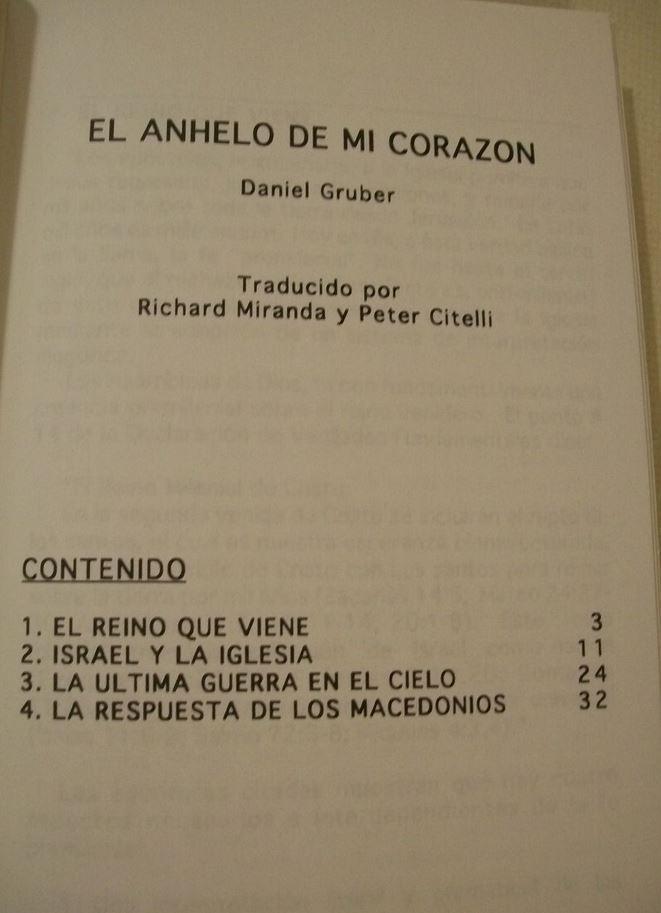 EL ANHELO DE MI CORAZON
Daniel Gruber
Traducido por
Richard Miranda y Peter Citelli
CONTENIDO
1. EL REINO QUE VIENE 3
2. ISRAEL Y LA IGLESIA 11
3. LA ULTIMA GUERRA EN EL CIELO 24
4. LA RESPUESTA DE LOS MACEDONIOS 32